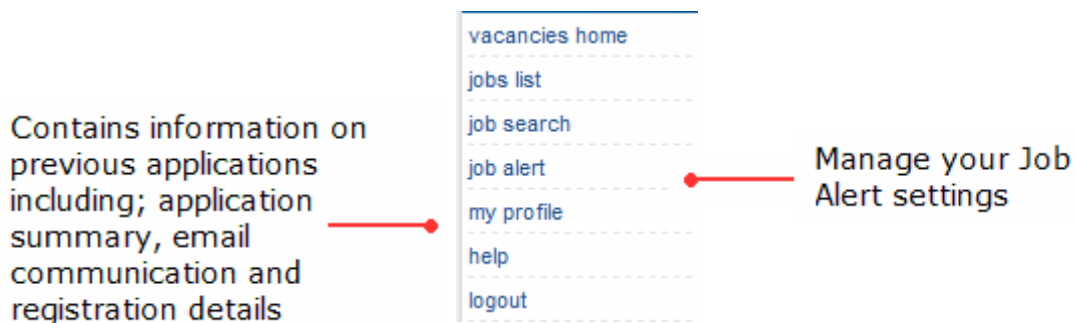 vacancies home
jobs list
job search
job alert
my profile
help
logout
Contains information on
previous applications
including; application
summary, email
communication and
registration details
Manage your Job
Alert settings